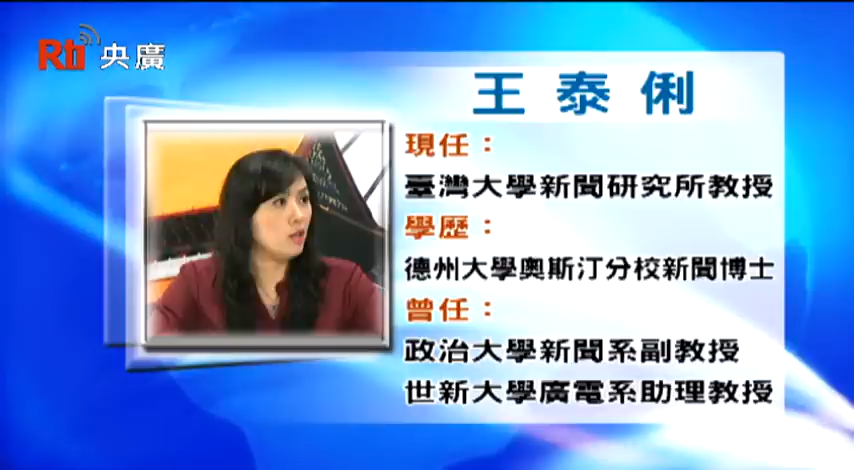 Rti 央廣
王泰俐
現任：
臺灣大學新聞研究所教授
學歷：
德州大學奧斯汀分校新聞博士
曾任：
政治大學新聞系副教授
世新大學廣電系助理教授